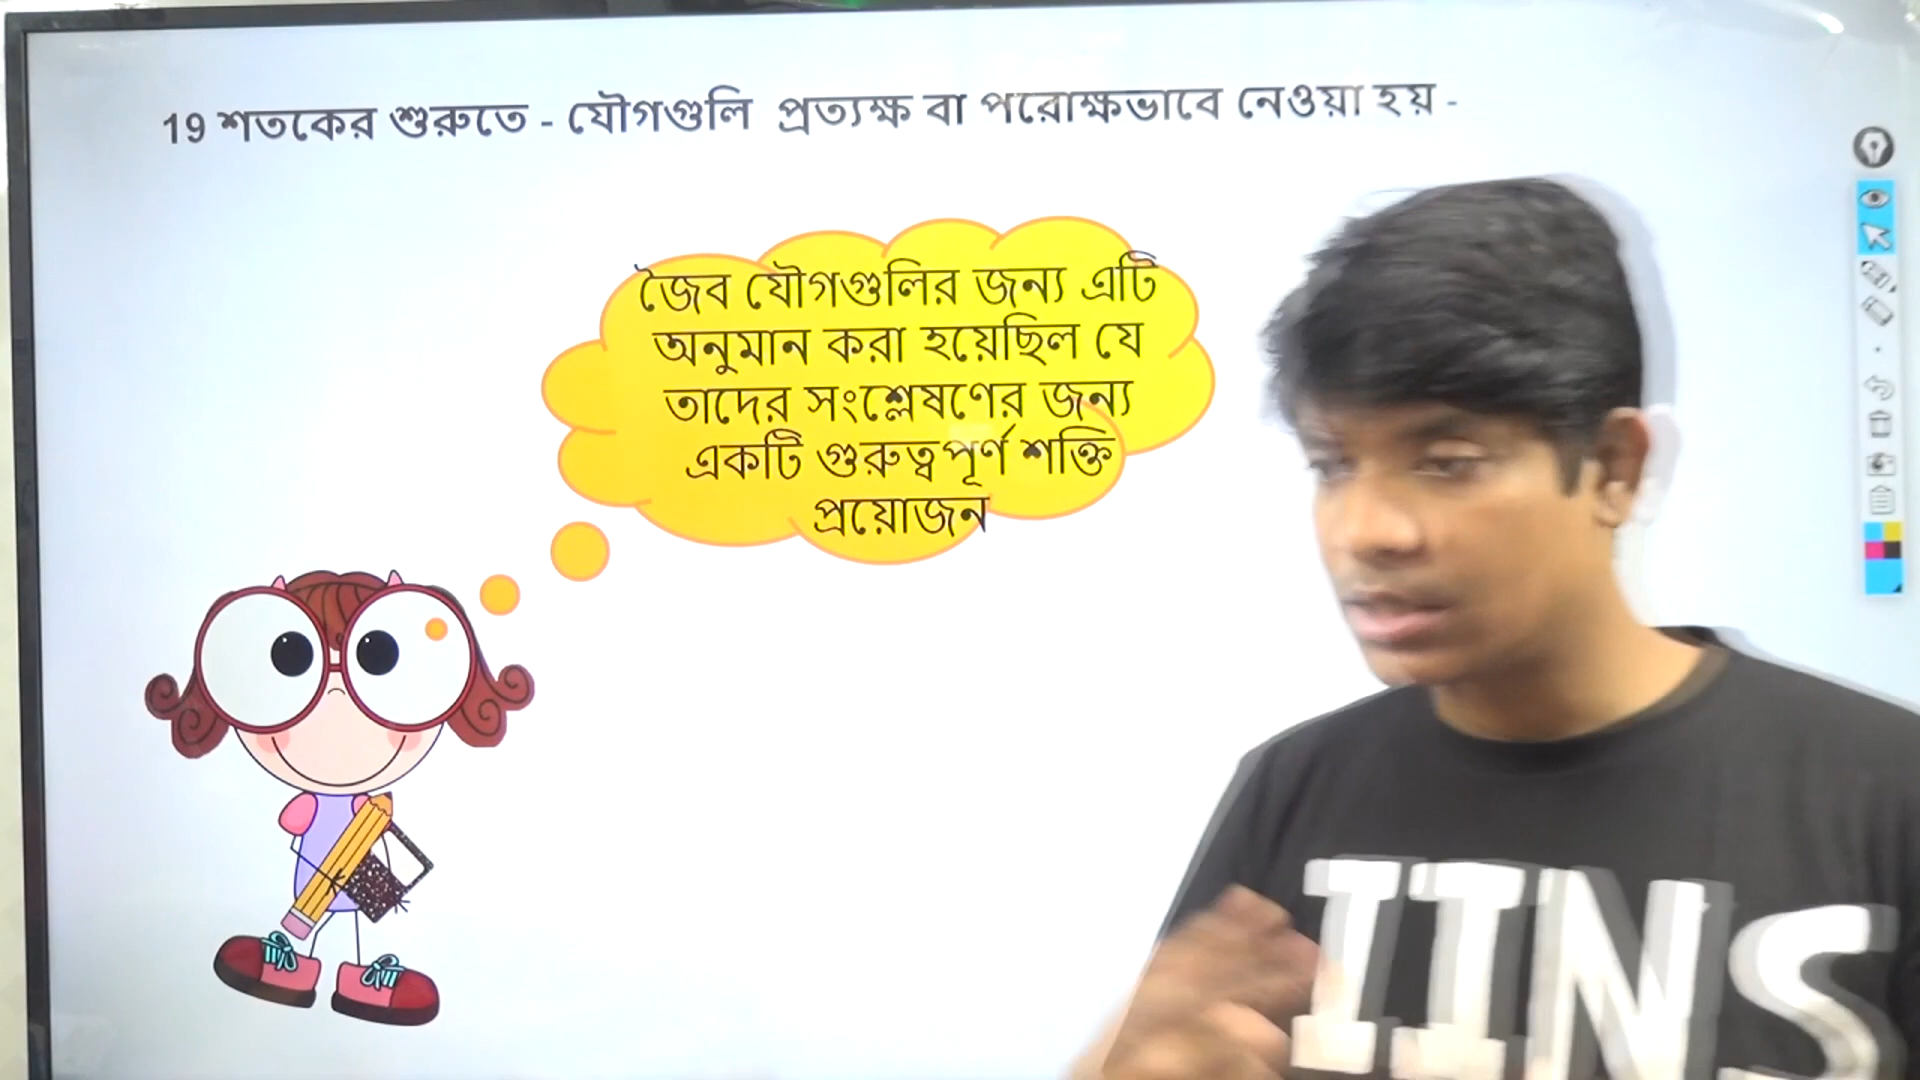 19 শতকের শুরুতে - যৌগগুলি প্রত্যক্ষ বা পরোক্ষভাবে নেওয়া হয় -
জৈব যৌগগুলির জন্য এটি
অনুমান করা হয়েছিল যে
তাদের সংশ্লেষণের জন্য
একটি গুরুত্বপূর্ণ শক্তি
প্রয়োজন
IINS